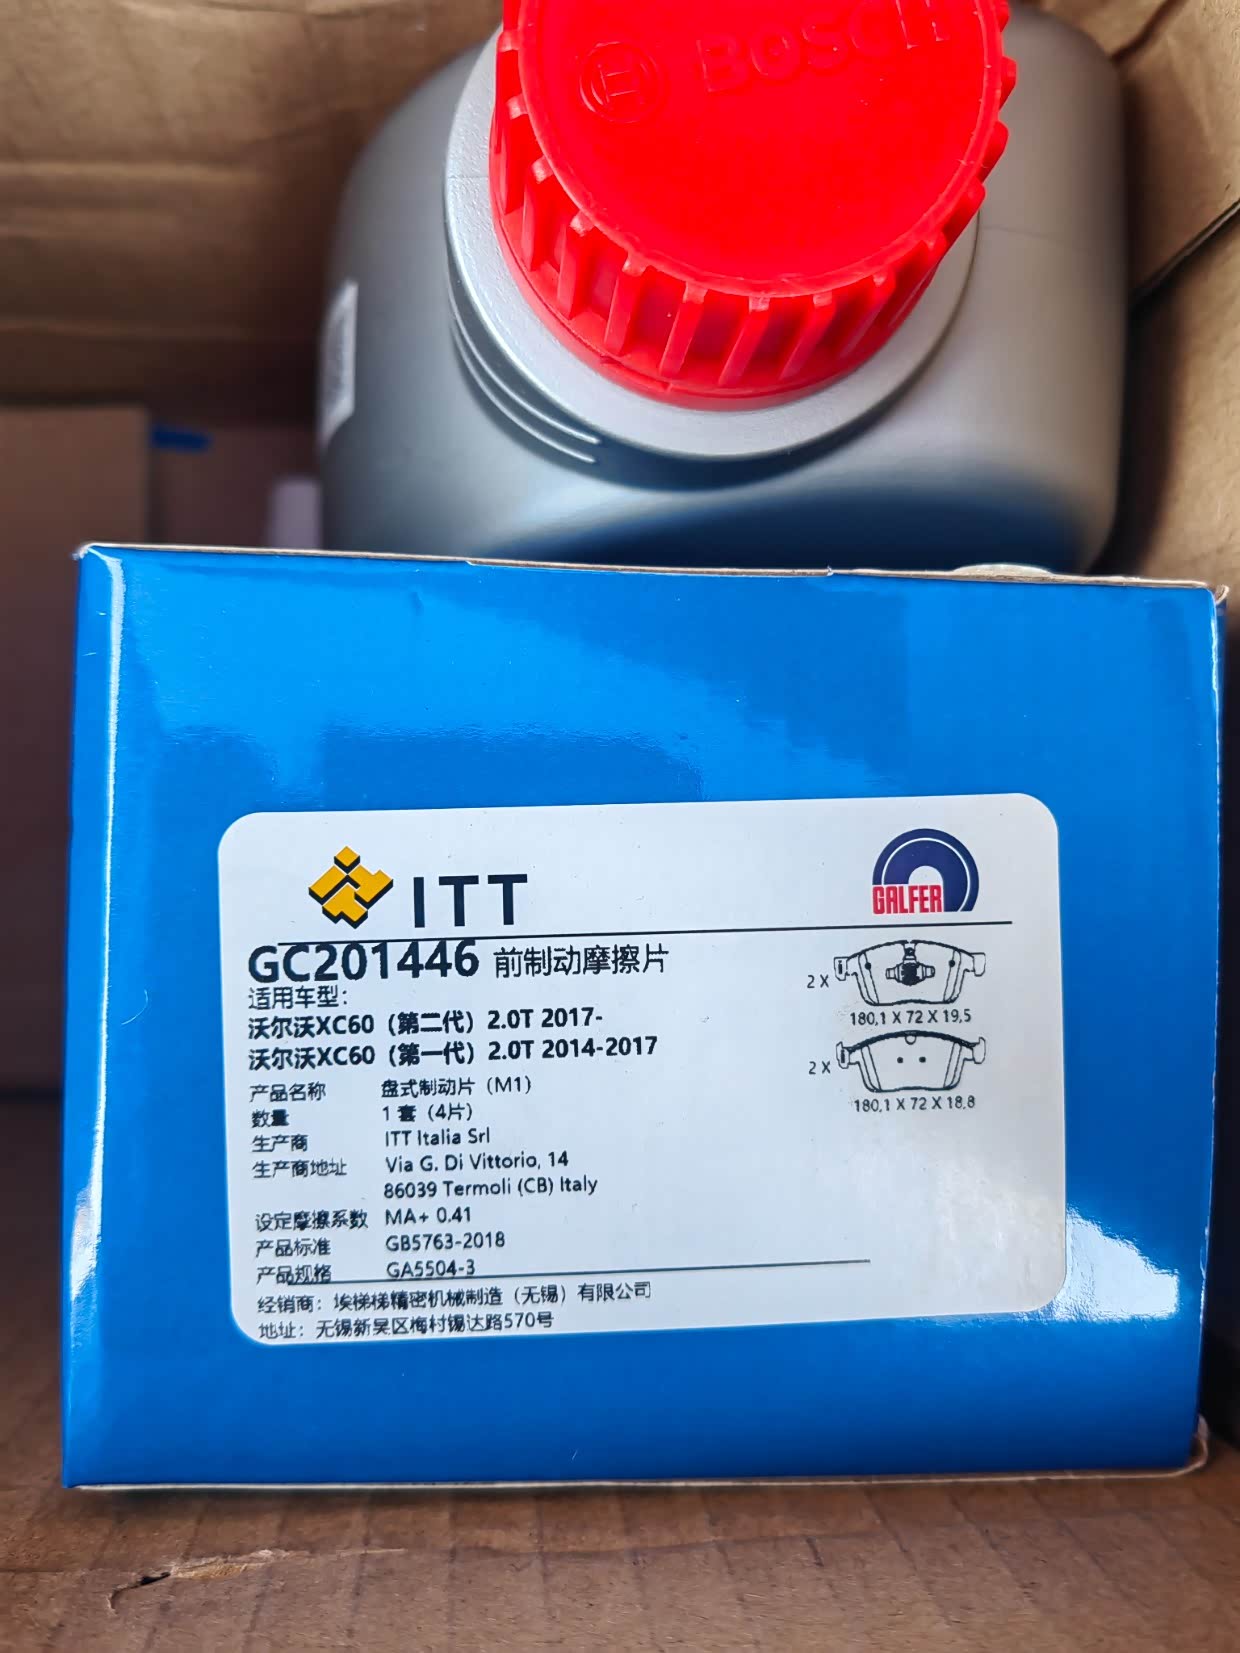 BOSCH
ITT
GALFER
GC201446 前制动摩擦片
适用车型：
沃尔沃XC60（第二代）2.0T 2017-
沃尔沃XC60（第一代）2.0T 2014-2017
2 X
180,1 X 72 X 19,5
2 X
180,1 X 72 X 18,8
产品名称 盘式制动片（M1）
数量 1 套（4片）
生产商 ITT Italia Srl
生产商地址 Via G. Di Vittorio, 14
86039 Termoli (CB) Italy
设定摩擦系数 MA+ 0.41
产品标准 GB5763-2018
产品规格 GA5504-3
经销商：埃梯梯精密机械制造（无锡）有限公司
地址：无锡新吴区梅村锡达路570号